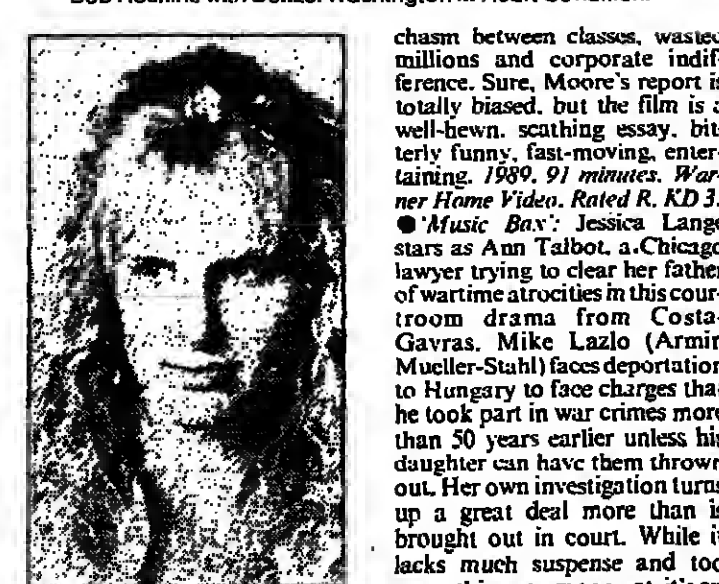 chasm between classes, wasted
millions and corporate indif-
ference. Sure, Moore's report is
totally biased, but the film is a
well-hewn, scathing essay, bit-
terly funny, fast-moving, enter-
taining. 1989. 91 minutes. War-
ner Home Video. Rated R. KD 3.
● 'Music Box': Jessica Lange
stars as Ann Talbot, a Chicago
lawyer trying to clear her father
of wartime atrocities in this cour-
troom drama from Costa-
Gavras. Mike Lazlo (Armin
Mueller-Stahl) faces deportation
to Hungary to face charges that
he took part in war crimes more
than 50 years earlier unless his
daughter can have them thrown
out. Her own investigation turns
up a great deal more than is
brought out in court. While it
lacks much suspense and too